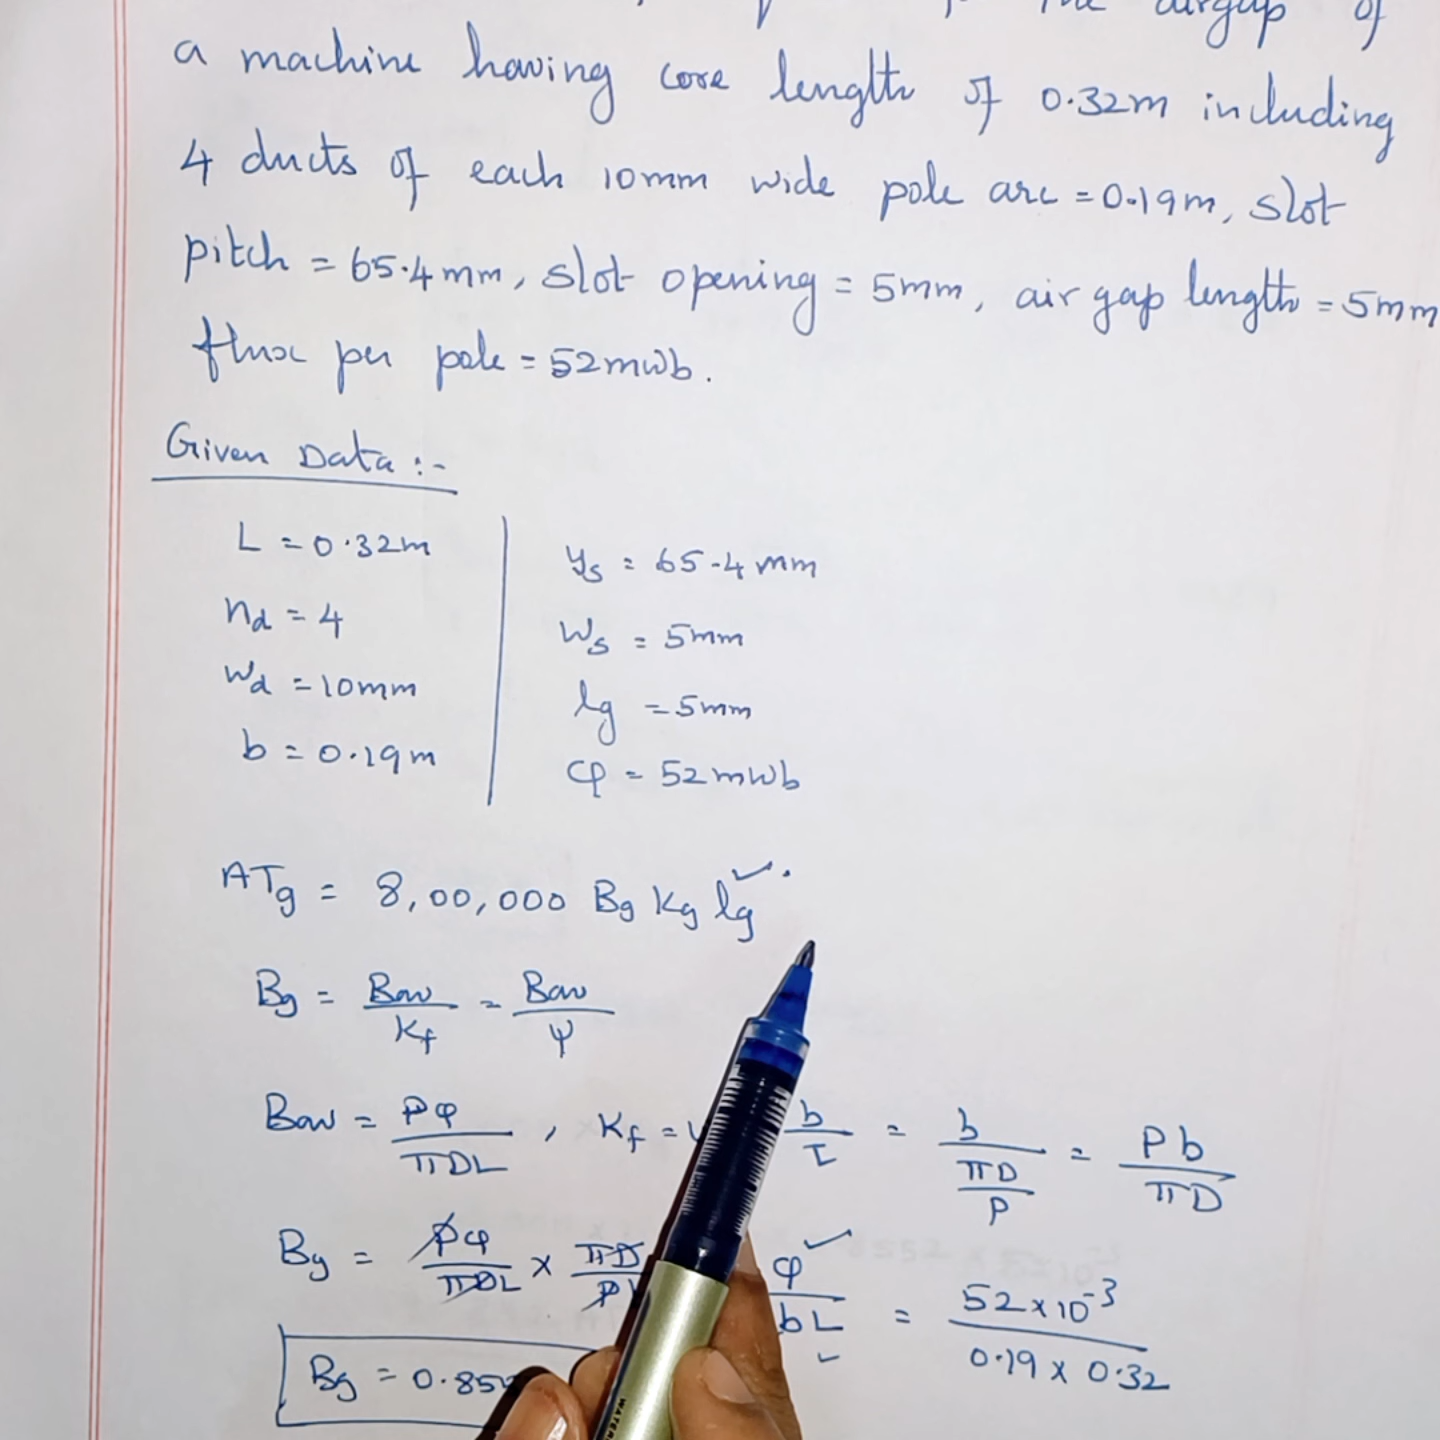 the airgap of
a machine having core length of 0.32m including
4 ducts of each 10mm wide pole arc = 0.19m, slot
pitch = 65.4mm, slot opening = 5mm, air gap length = 5mm
flux per pole = 52mwb.
Given Data :-
L = 0.32m
nd = 4
Wd = 10mm
b = 0.19m
ys = 65.4mm
Ws = 5mm
lg = 5mm
φ = 52mwb
ATg = 8,00,000 Bg Kg lg
Bg = Bav/Kf = Bav/ψ
Bav = Pφ/πDL , Kf = b/τ = b/(πD/P) = Pb/πD
Bg = Pφ/πDL × πD/P φ/bL = 52×10^-3/0.19 × 0.32
Bg = 0.85